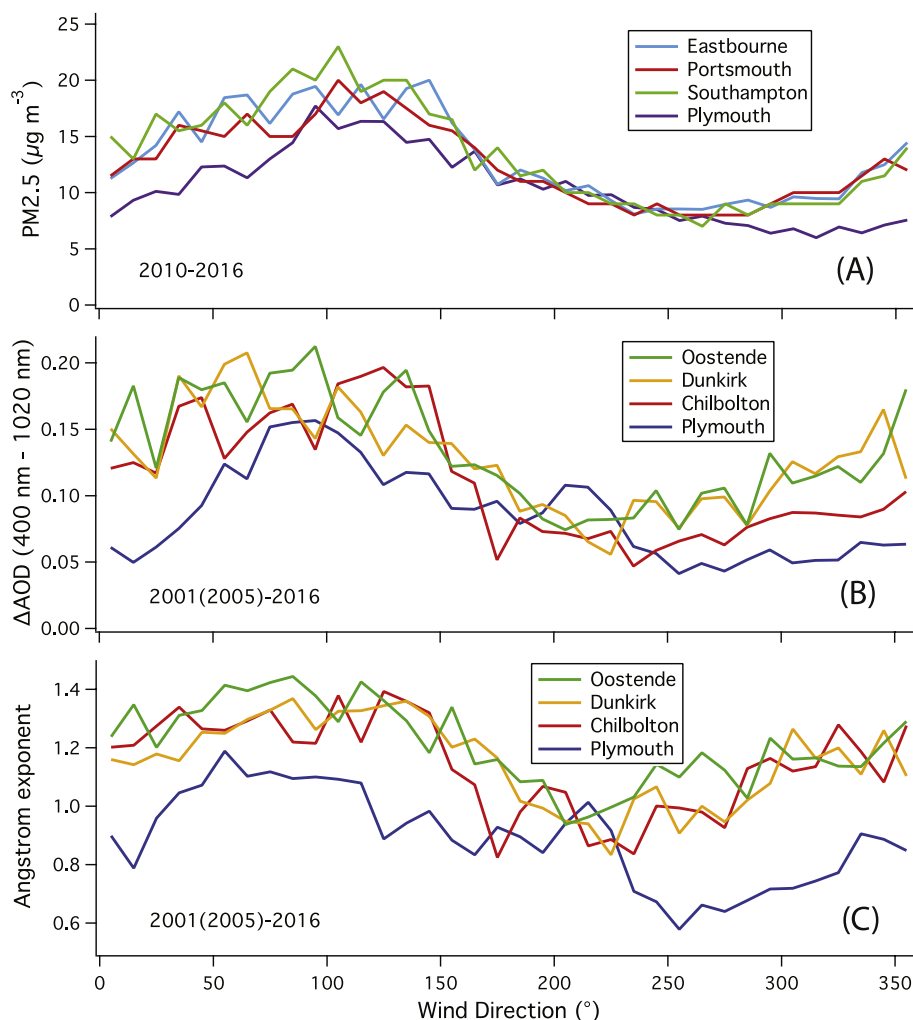 25
20
15
10
5
0
PM2.5 (µg m⁻³)
Eastbourne
Portsmouth
Southampton
Plymouth
2010-2016
(A)
0.20
0.15
0.10
0.05
0.00
ΔAOD (400 nm - 1020 nm)
Oostende
Dunkirk
Chilbolton
Plymouth
2001(2005)-2016
(B)
1.4
1.2
1.0
0.8
0.6
Angstrom exponent
Oostende
Dunkirk
Chilbolton
Plymouth
2001(2005)-2016
(C)
0 50 100 150 200 250 300 350
Wind Direction (°)